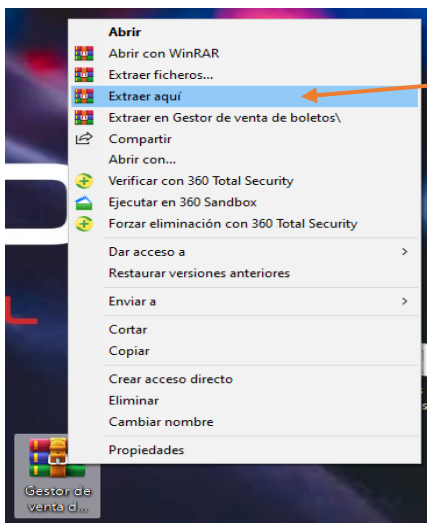 Abrir
Abrir con WinRAR
Extraer ficheros...
Extraer aquí
Extraer en Gestor de venta de boletos\
Compartir
Abrir con...
Verificar con 360 Total Security
Ejecutar en 360 Sandbox
Forzar eliminación con 360 Total Security
Dar acceso a
Restaurar versiones anteriores
Enviar a
Cortar
Copiar
Crear acceso directo
Eliminar
Cambiar nombre
Propiedades
Gestor de
venta d...